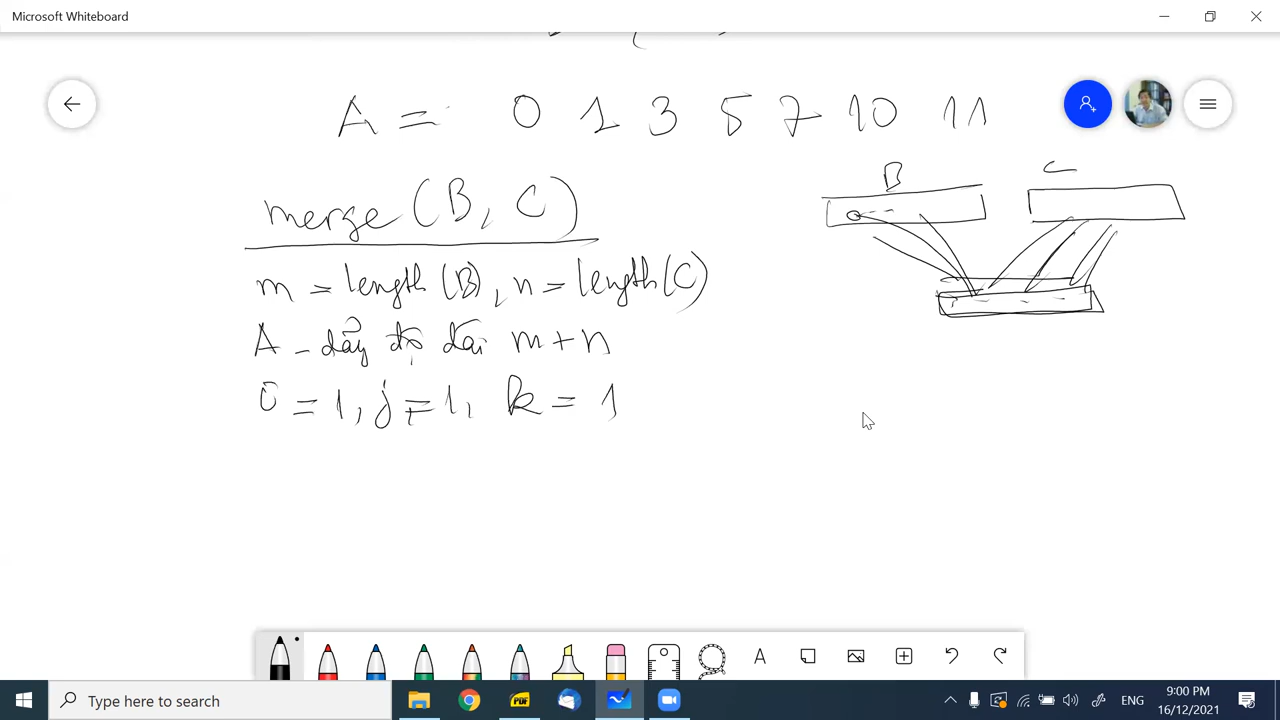 Microsoft Whiteboard
A = 0 1 3 5 7 10 11
B C
merge (B, C)
m = length (B), n = length (C)
A - dãy độ dài m + n
i = 1, j = 1, k = 1
A
Type here to search
PDF
ENG
9:00 PM
16/12/2021